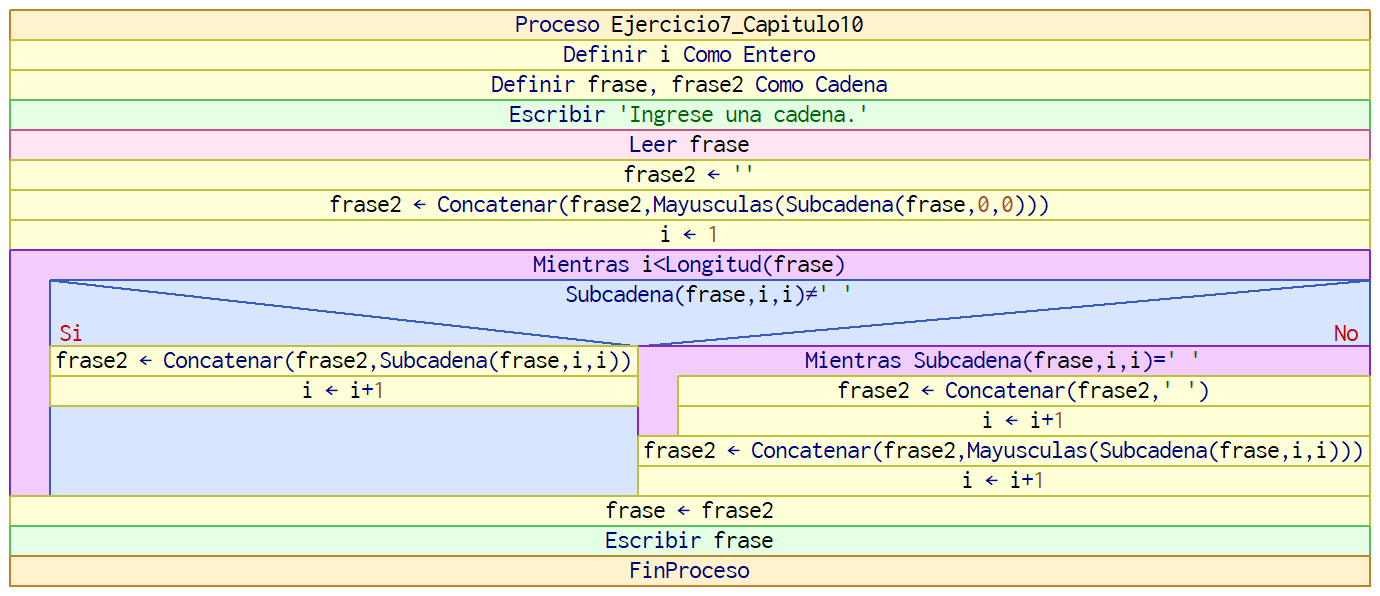 Proceso Ejercicio7_Capitulo10
Definir i Como Entero
Definir frase, frase2 Como Cadena
Escribir 'Ingrese una cadena.'
Leer frase
frase2 ← ''
frase2 ← Concatenar(frase2,Mayusculas(Subcadena(frase,0,0)))
i ← 1
Mientras i<Longitud(frase)
Subcadena(frase,i,i)≠' '
Si
No
frase2 ← Concatenar(frase2,Subcadena(frase,i,i))
i ← i+1
Mientras Subcadena(frase,i,i)=' '
frase2 ← Concatenar(frase2,' ')
i ← i+1
frase2 ← Concatenar(frase2,Mayusculas(Subcadena(frase,i,i)))
i ← i+1
frase ← frase2
Escribir frase
FinProceso